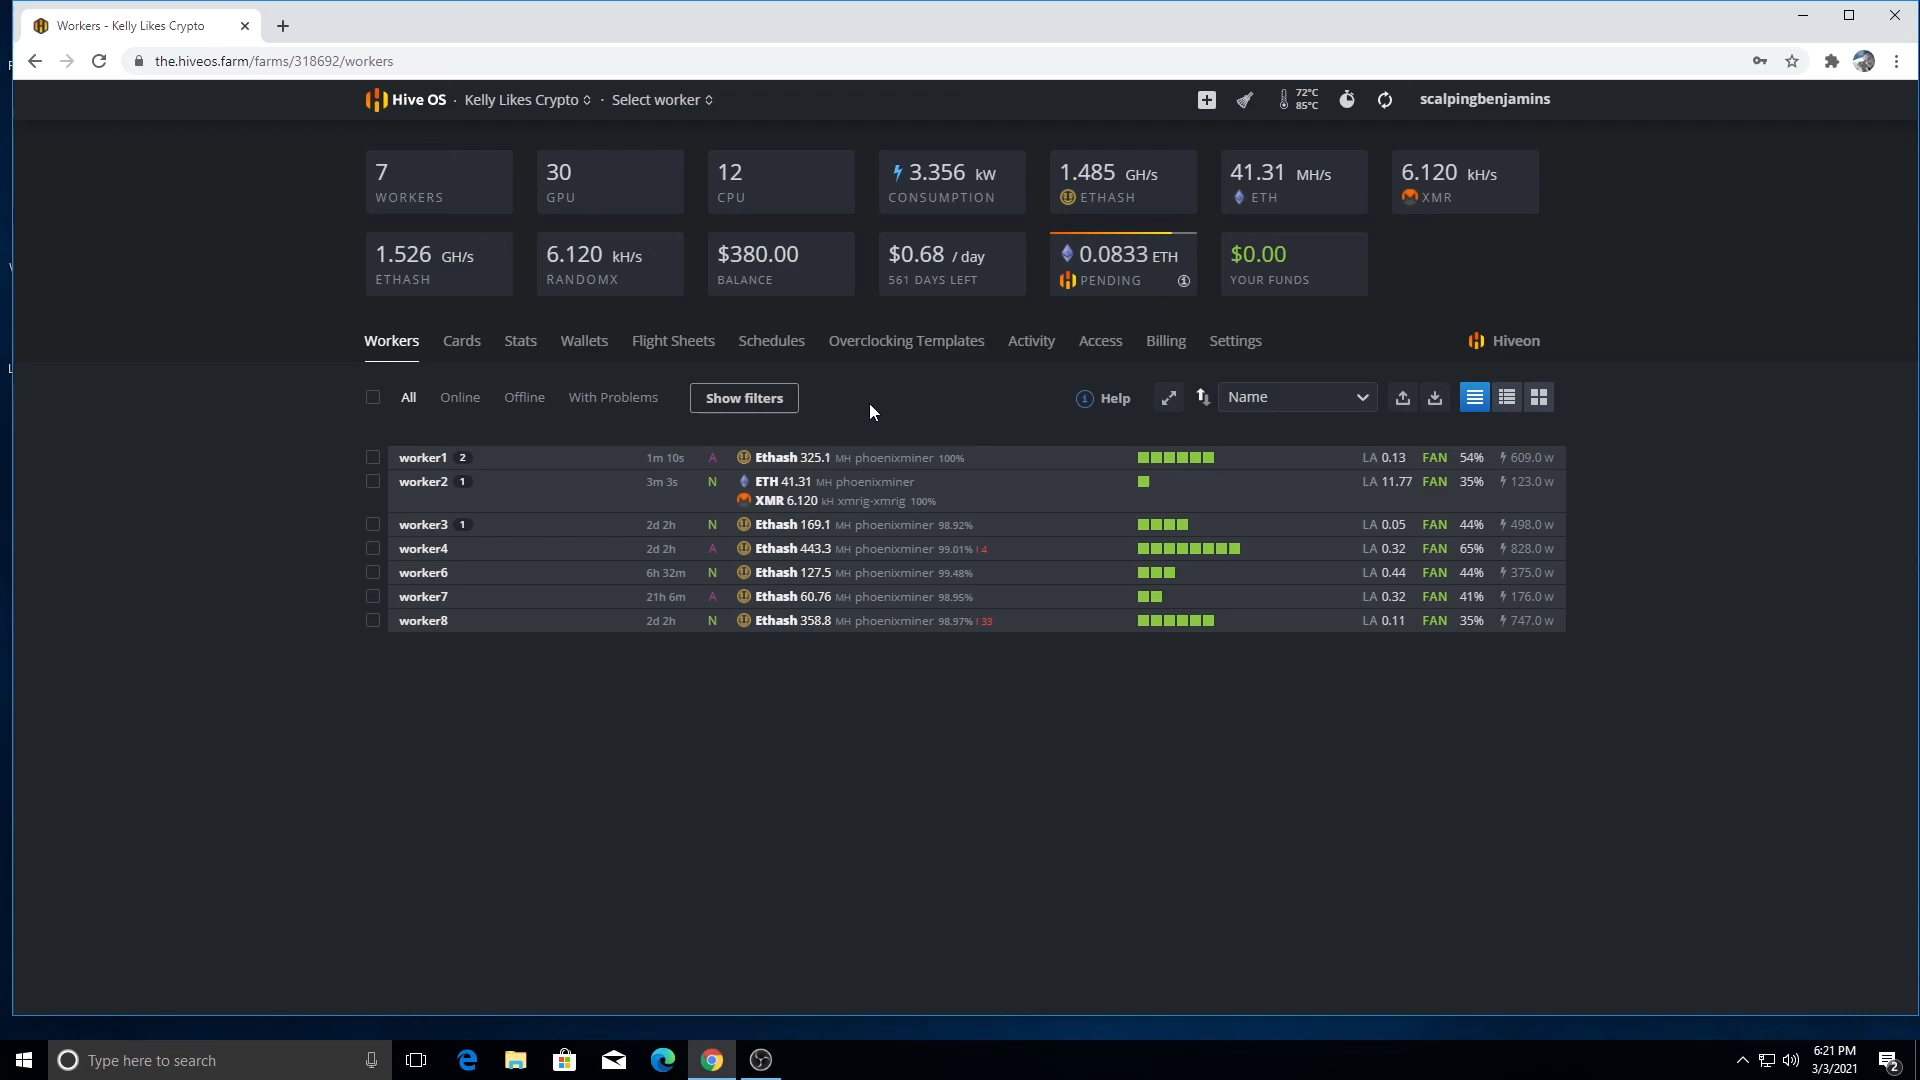 Workers - Kelly Likes Crypto
the.hiveos.farm/farms/318692/workers
Hive OS · Kelly Likes Crypto · Select worker 72°C 85°C scalpingbenjamins
7 30 12 3.356 kW 1.485 GH/s 41.31 MH/s 6.120 kH/s
WORKERS GPU CPU CONSUMPTION ETHASH ETH XMR
1.526 GH/s 6.120 kH/s $380.00 $0.68 / day 0.0833 ETH $0.00
ETHASH RANDOMX BALANCE 561 DAYS LEFT PENDING YOUR FUNDS
Workers Cards Stats Wallets Flight Sheets Schedules Overclocking Templates Activity Access Billing Settings Hiveon
All Online Offline With Problems Show filters Help Name
worker1 2 1m 10s A Ethash 325.1 MH phoenixminer 100% LA 0.13 FAN 54% 609.0 w
worker2 1 3m 3s N ETH 41.31 MH phoenixminer LA 11.77 FAN 35% 123.0 w
XMR 6.120 kH xmrig-xmrig 100%
worker3 1 2d 2h N Ethash 169.1 MH phoenixminer 98.92% LA 0.05 FAN 44% 498.0 w
worker4 2d 2h A Ethash 443.3 MH phoenixminer 99.01% I 4 LA 0.32 FAN 65% 828.0 w
worker6 6h 32m N Ethash 127.5 MH phoenixminer 99.48% LA 0.44 FAN 44% 375.0 w
worker7 21h 6m A Ethash 60.76 MH phoenixminer 98.95% LA 0.32 FAN 41% 176.0 w
worker8 2d 2h N Ethash 358.8 MH phoenixminer 98.97% I 33 LA 0.11 FAN 35% 747.0 w
Type here to search 6:21 PM
3/3/2021 2